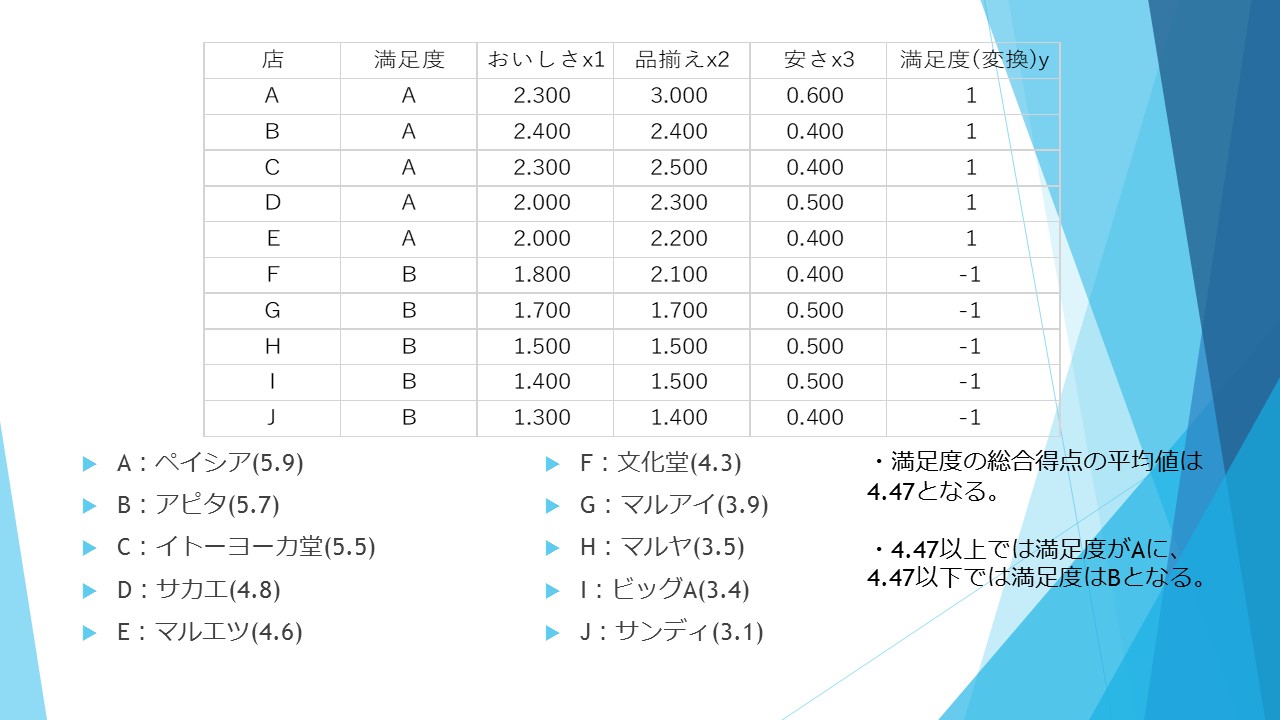 店 満足度 おいしさx1 品揃えx2 安さx3 満足度(変換)y
A A 2.300 3.000 0.600 1
B A 2.400 2.400 0.400 1
C A 2.300 2.500 0.400 1
D A 2.000 2.300 0.500 1
E A 2.000 2.200 0.400 1
F B 1.800 2.100 0.400 -1
G B 1.700 1.700 0.500 -1
H B 1.500 1.500 0.500 -1
I B 1.400 1.500 0.500 -1
J B 1.300 1.400 0.400 -1
A：ペイシア(5.9)
B：アピタ(5.7)
C：イトーヨーカ堂(5.5)
D：サカエ(4.8)
E：マルエツ(4.6)
F：文化堂(4.3)
G：マルアイ(3.9)
H：マルヤ(3.5)
I：ビッグA(3.4)
J：サンディ(3.1)
・満足度の総合得点の平均値は
4.47となる。
・4.47以上では満足度がAに、
4.47以下では満足度はBとなる。